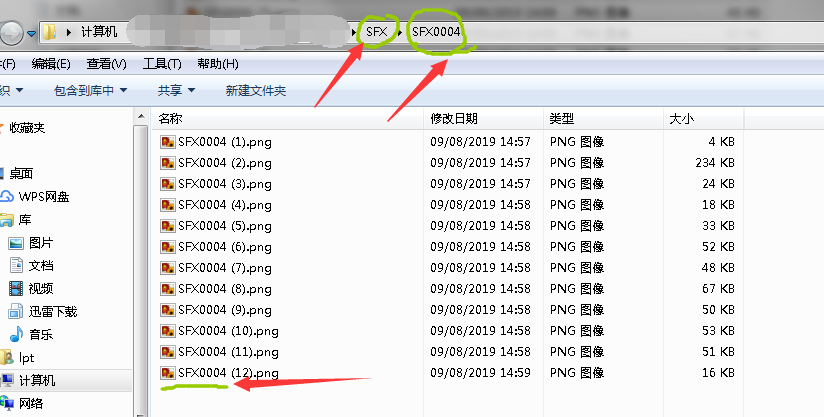 计算机 SFX SFX0004
(F) 编辑(E) 查看(V) 工具(T) 帮助(H)
织 包含到库中 共享 新建文件夹
收藏夹
桌面
WPS网盘
库
图片
文档
视频
迅雷下载
音乐
lpt
计算机
网络
名称 修改日期 类型 大小
SFX0004 (1).png 09/08/2019 14:57 PNG 图像 4 KB
SFX0004 (2).png 09/08/2019 14:57 PNG 图像 234 KB
SFX0004 (3).png 09/08/2019 14:57 PNG 图像 24 KB
SFX0004 (4).png 09/08/2019 14:58 PNG 图像 18 KB
SFX0004 (5).png 09/08/2019 14:58 PNG 图像 33 KB
SFX0004 (6).png 09/08/2019 14:58 PNG 图像 52 KB
SFX0004 (7).png 09/08/2019 14:58 PNG 图像 48 KB
SFX0004 (8).png 09/08/2019 14:58 PNG 图像 67 KB
SFX0004 (9).png 09/08/2019 14:58 PNG 图像 50 KB
SFX0004 (10).png 09/08/2019 14:58 PNG 图像 53 KB
SFX0004 (11).png 09/08/2019 14:58 PNG 图像 51 KB
SFX0004 (12).png 09/08/2019 14:59 PNG 图像 16 KB